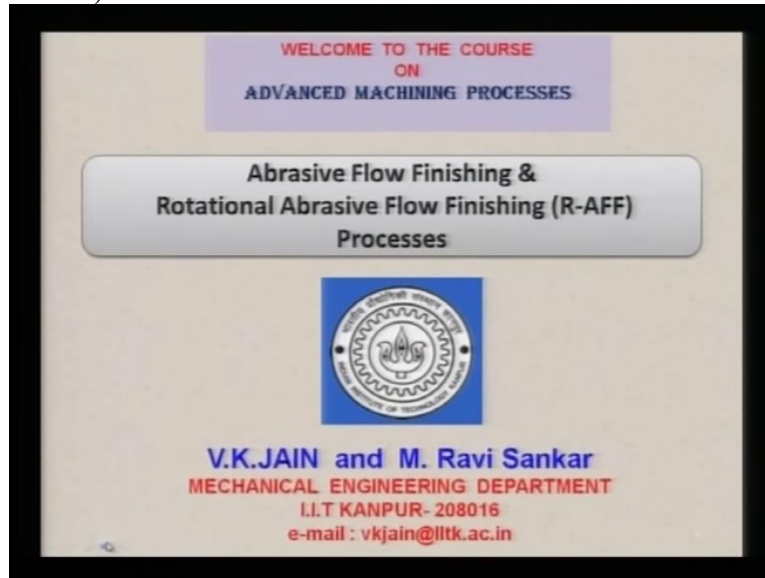 WELCOME TO THE COURSE
ON
ADVANCED MACHINING PROCESSES
Abrasive Flow Finishing &
Rotational Abrasive Flow Finishing (R-AFF)
Processes
V.K.JAIN and M. Ravi Sankar
MECHANICAL ENGINEERING DEPARTMENT
I.I.T KANPUR- 208016
e-mail : vkjain@IItk.ac.in